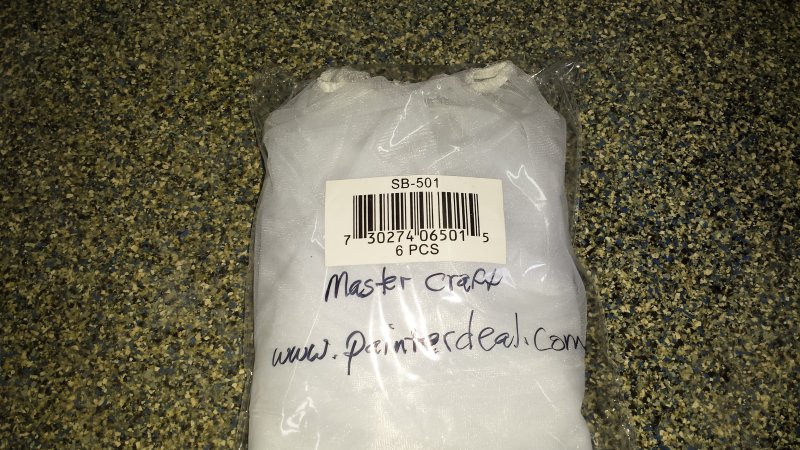 SB-501
7 30274 06501 5
6 PCS
Master craft
www.painterdeal.com